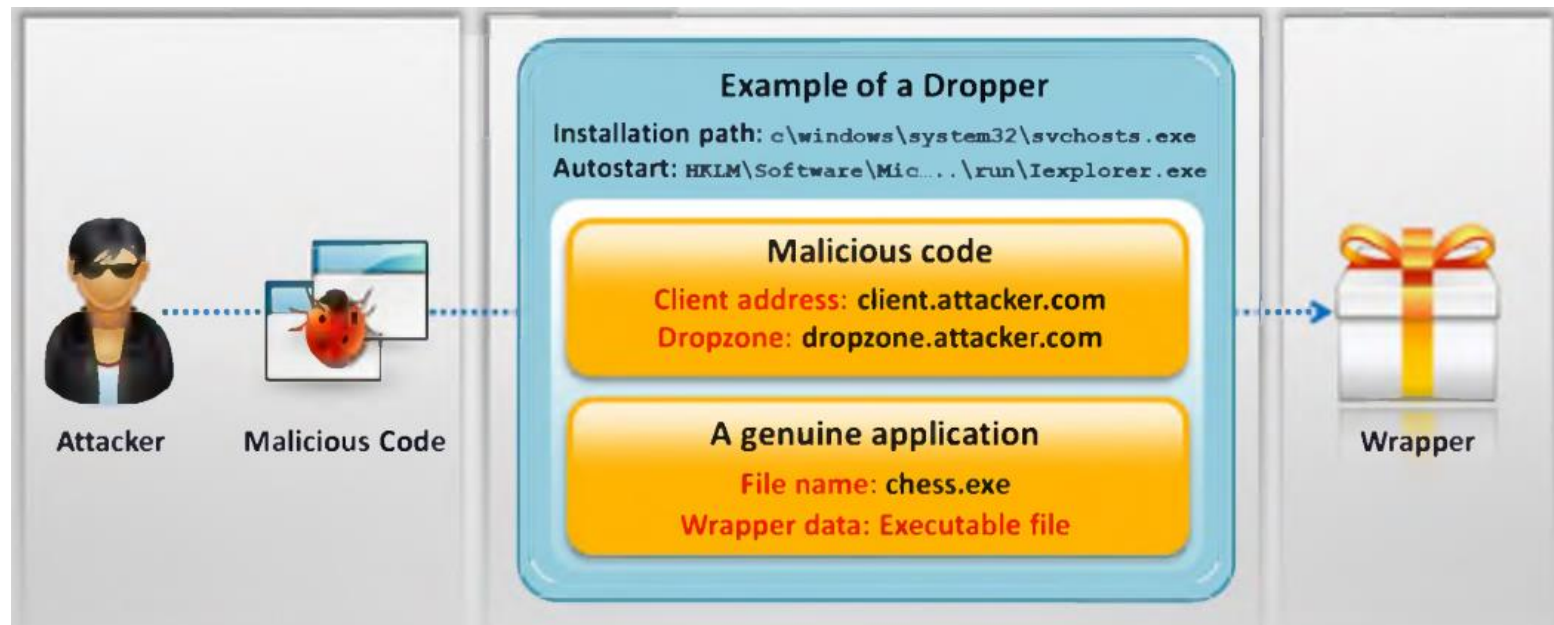 Example of a Dropper
Installation path: c\windows\system32\svchosts.exe
Autostart: HKLM\Software\Mic.....\run\Iexplorer.exe
Malicious code
Client address: client.attacker.com
Dropzone: dropzone.attacker.com
A genuine application
File name: chess.exe
Wrapper data: Executable file
Attacker
Malicious Code
Wrapper